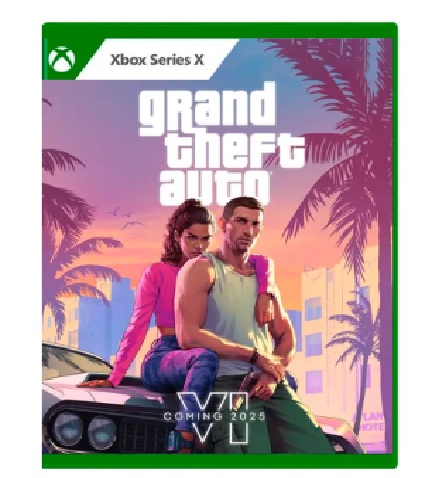 Xbox Series X
grand
theft
auto
VI
COMING 2025